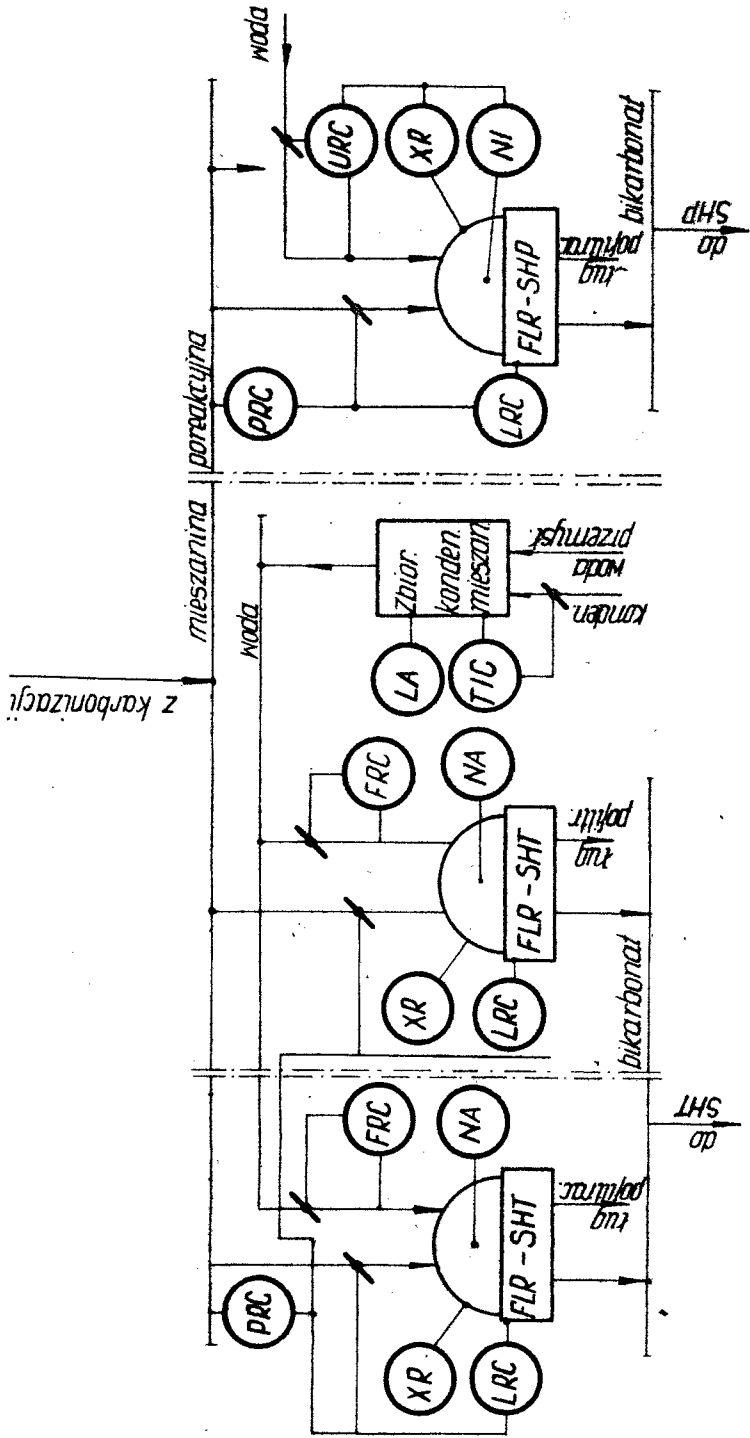 z karbonizacji
mieszanina poreakcyjna
woda
woda
PRC
FRC
FRC
PRC
URC
XR
NA
XR
NA
LA
Zbior.
konden.
mieszan.
TIC
XR
NI
LRC
FLR-SHT
LRC
FLR-SHT
LRC
FLR-SHP
ług
pofiltrac.
ług
pofiltr.
konden.
woda
przemysł.
ług
pofiltrac.
bikarbonat
bikarbonat
do
SHT
do
SHP